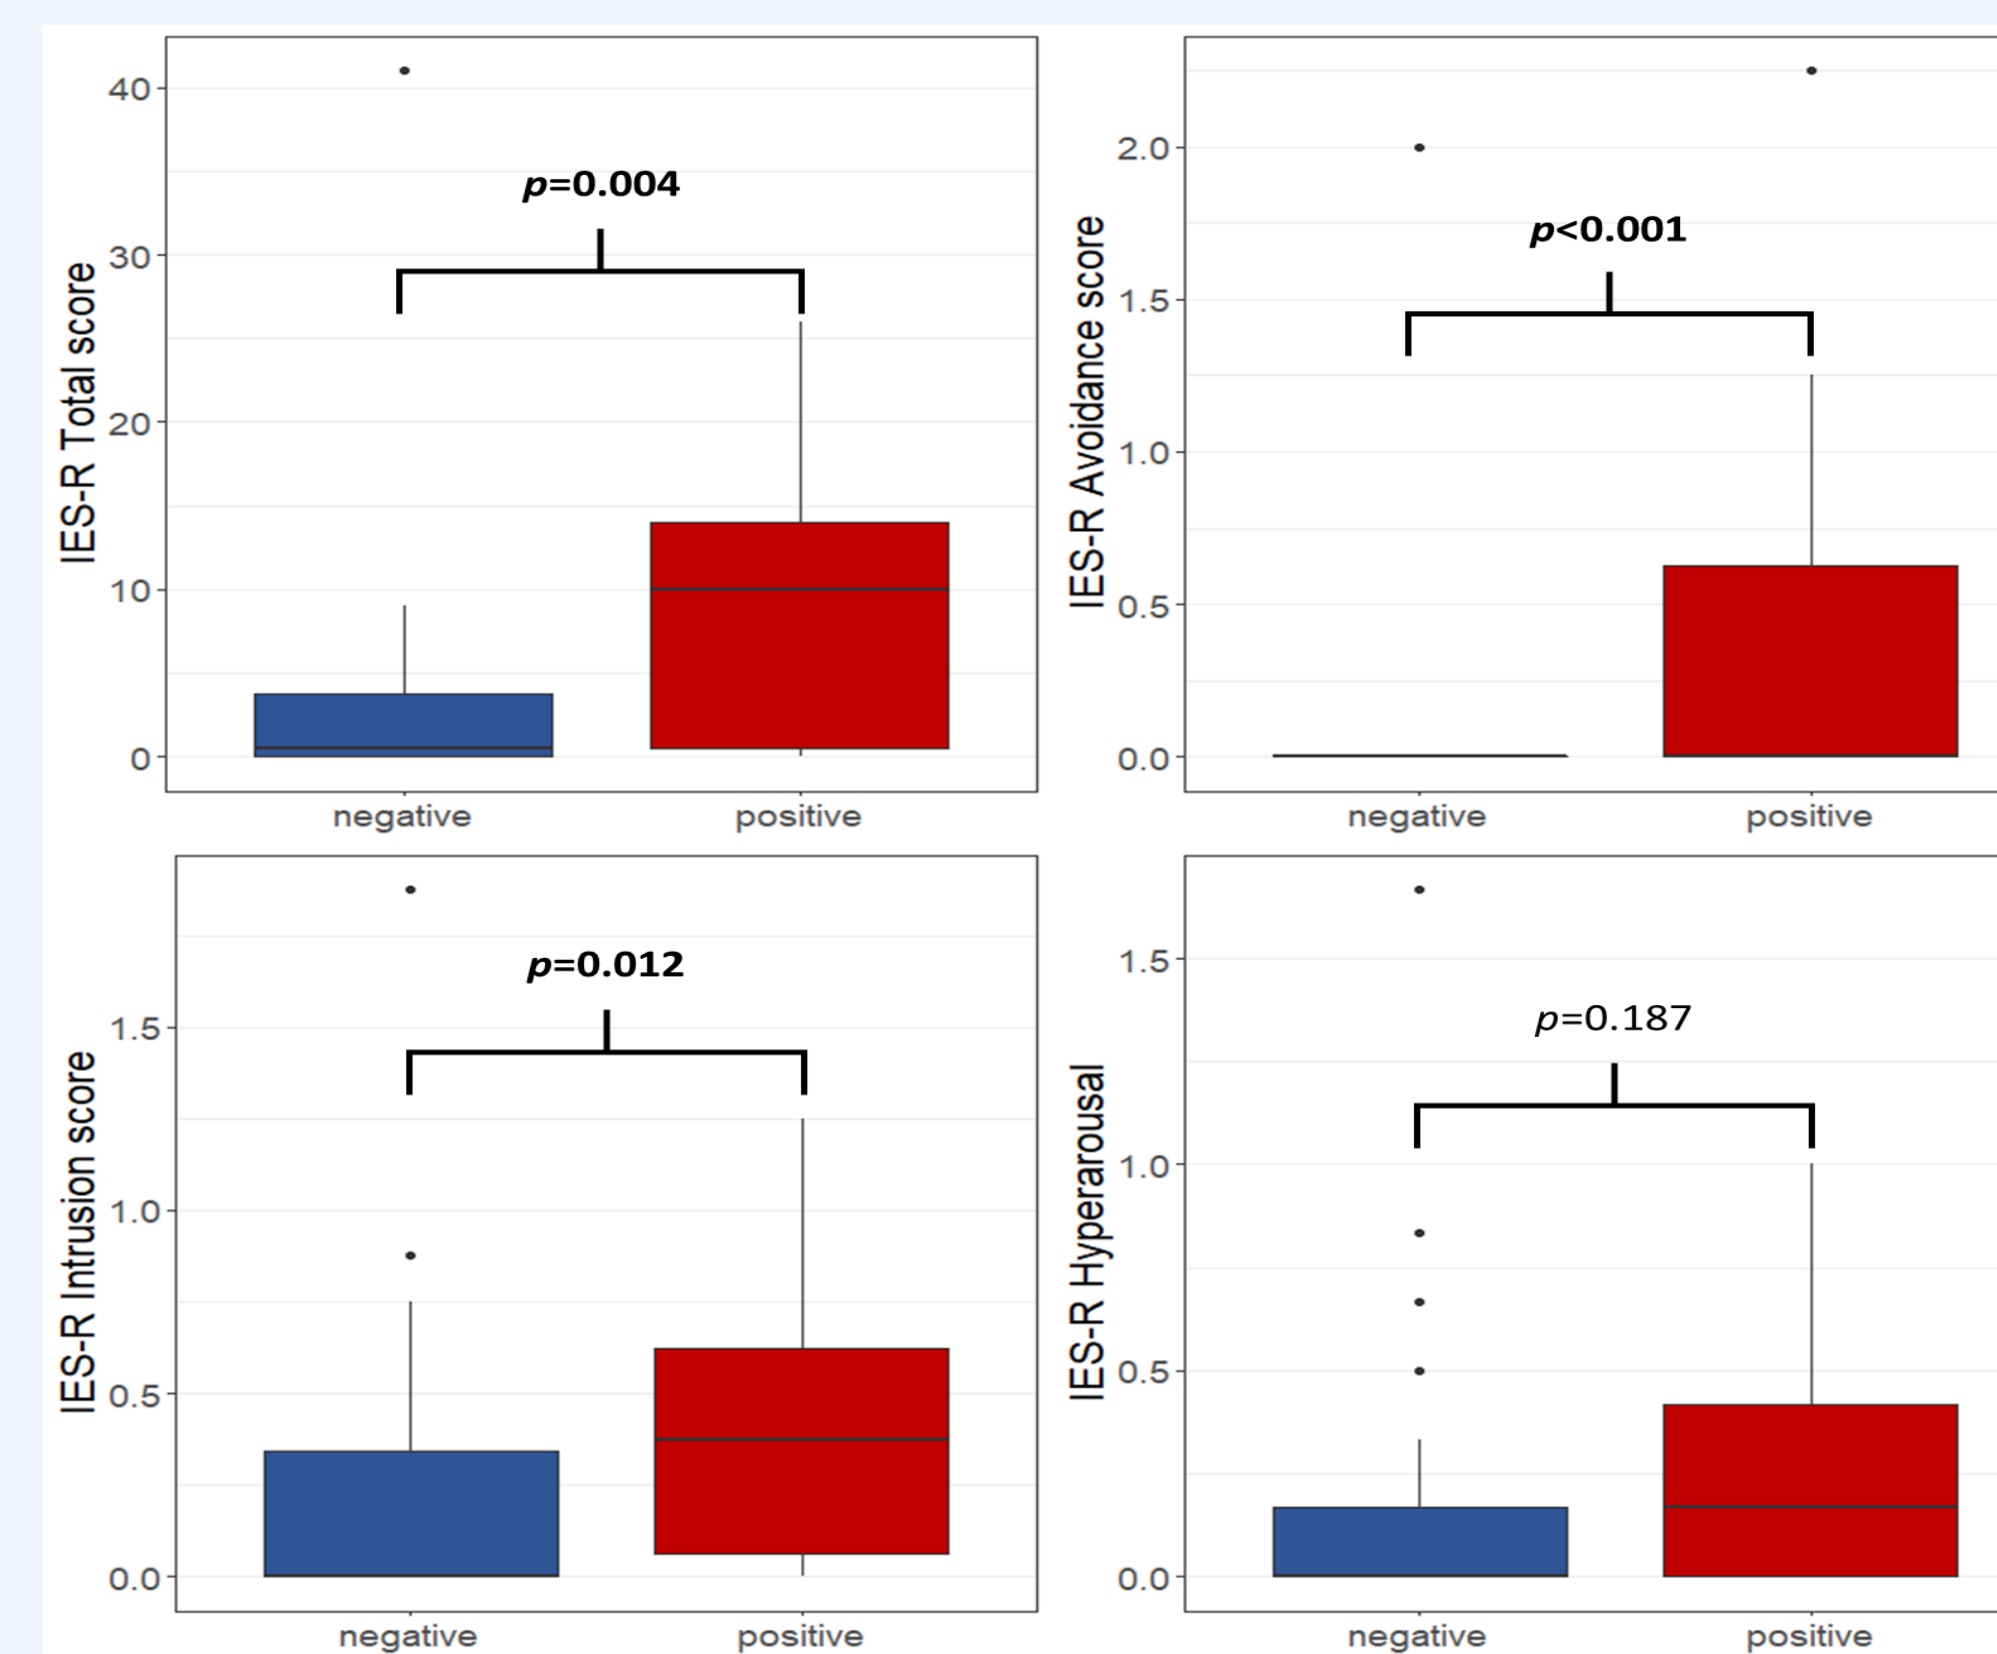 IES-R Total score
40
30
20
10
0
p=0.004
negative positive
IES-R Avoidance score
2.0
1.5
1.0
0.5
0.0
p<0.001
negative positive
IES-R Intrusion score
1.5
1.0
0.5
0.0
p=0.012
negative positive
IES-R Hyperarousal
1.5
1.0
0.5
0.0
p=0.187
negative positive